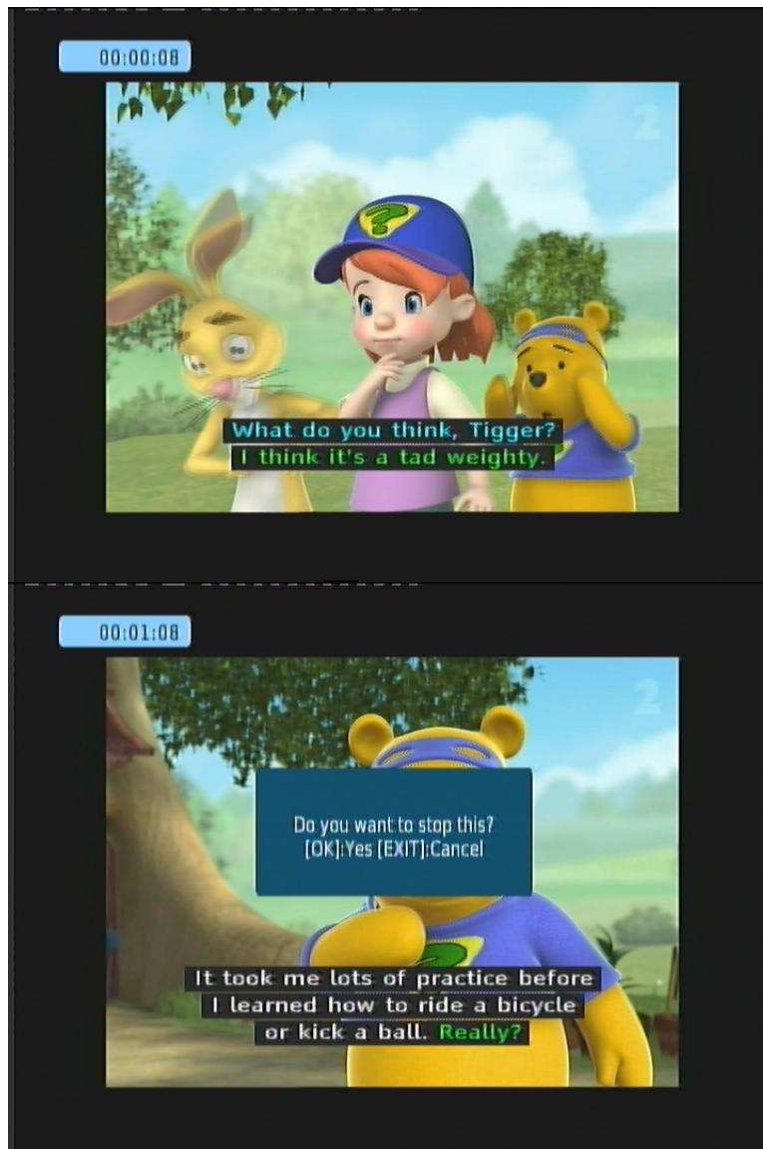 00:00:08
2
?
What do you think, Tigger?
I think it's a tad weighty.
00:01:08
2
Do you want to stop this?
[OK]:Yes [EXIT]:Cancel
?
It took me lots of practice before
I learned how to ride a bicycle
or kick a ball. Really?